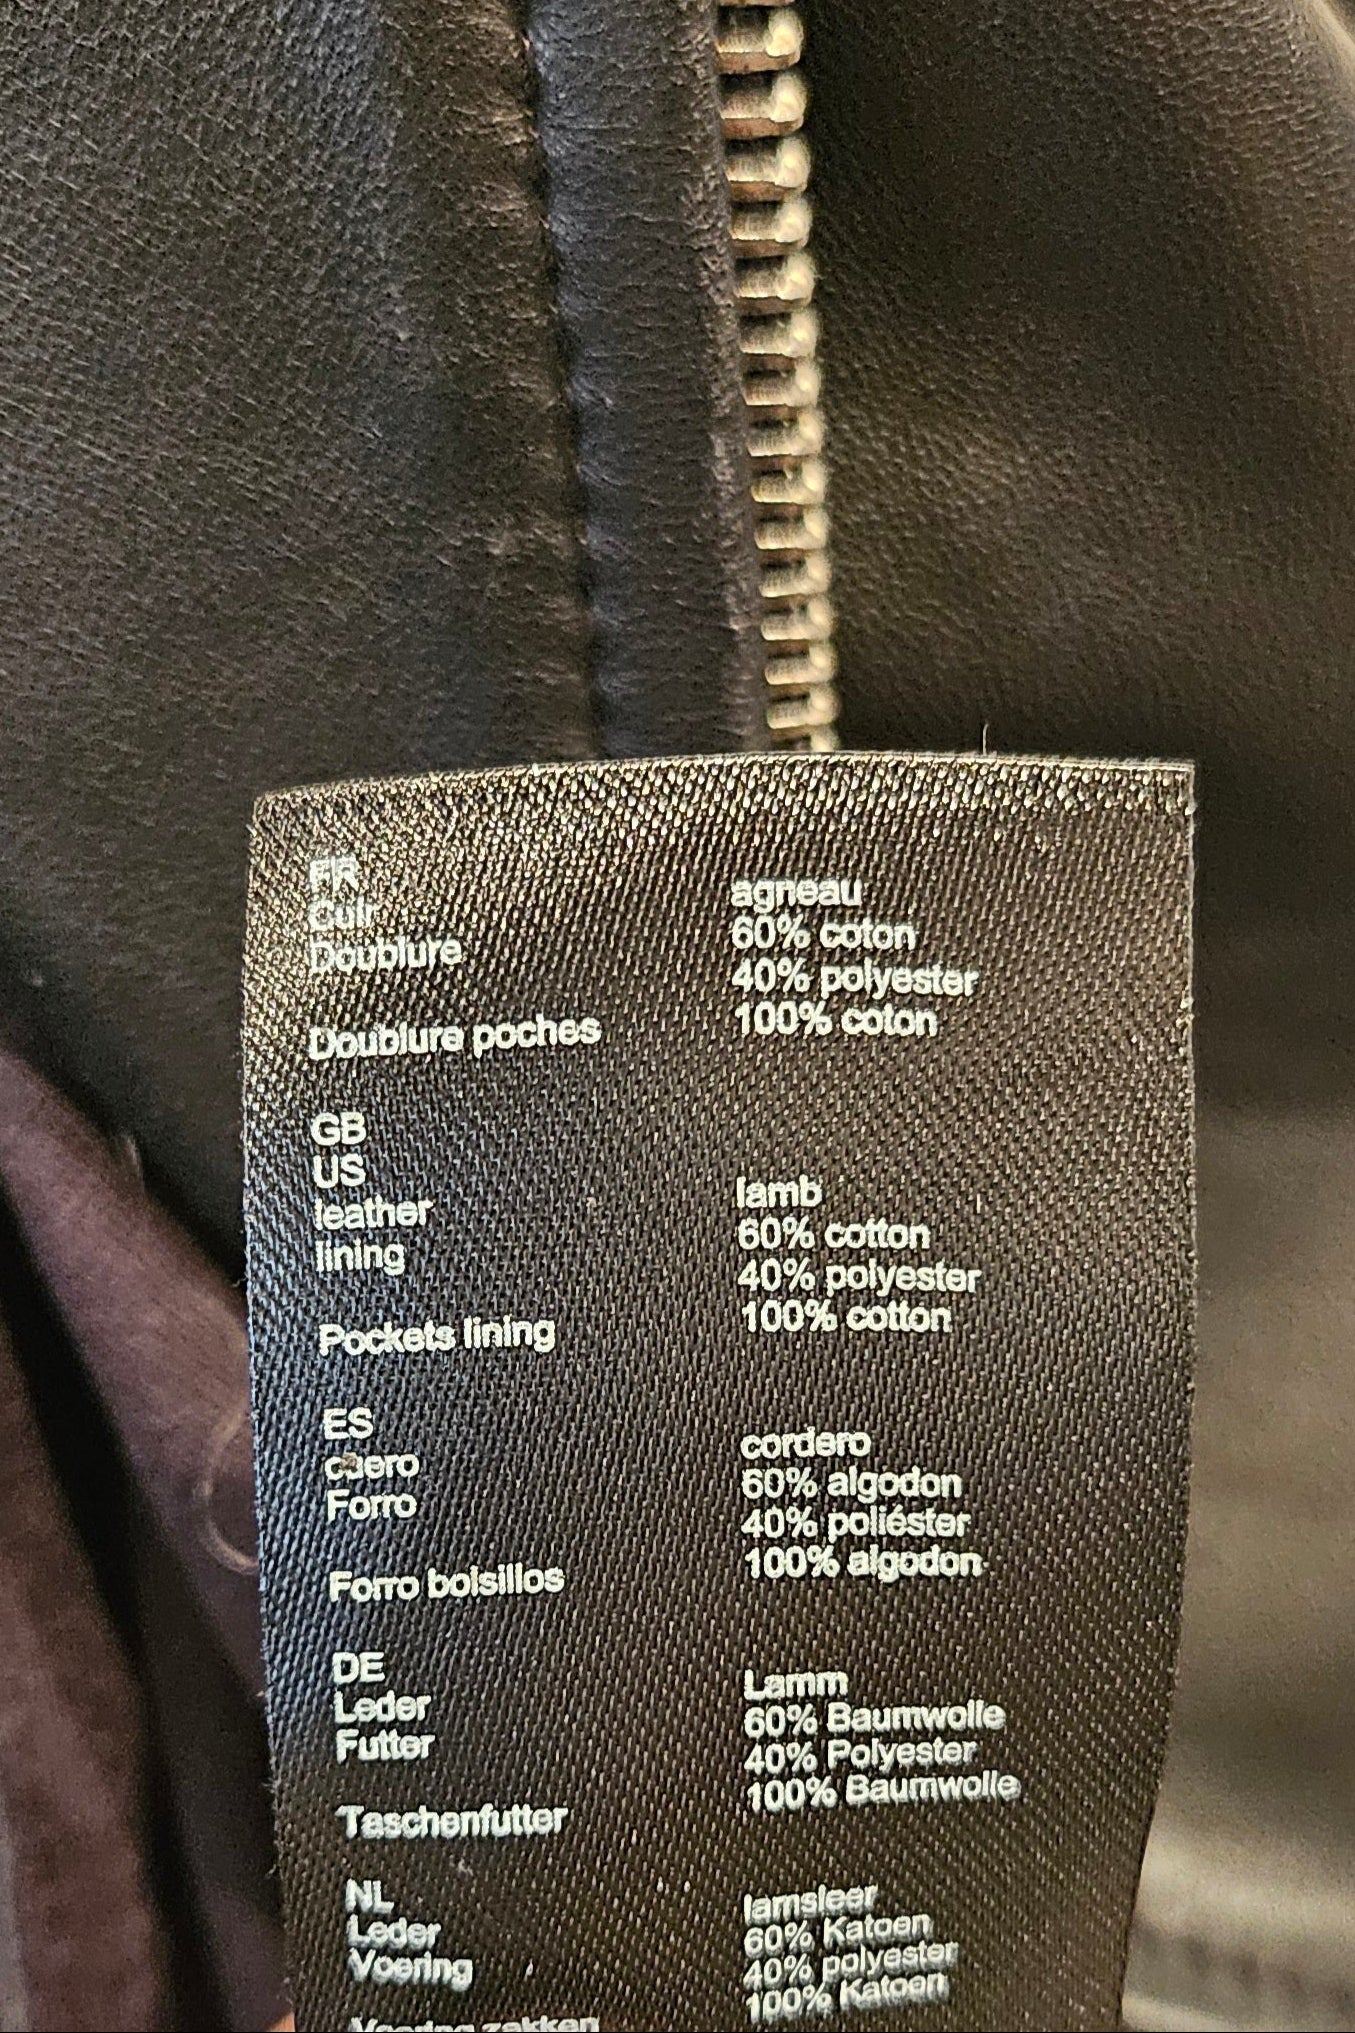 FR
Cuir agneau
Doublure 60% coton
40% polyester
Doublure poches 100% coton
GB
US
leather lamb
lining 60% cotton
40% polyester
Pockets lining 100% cotton
ES
cuero cordero
Forro 60% algodon
40% poliéster
Forro bolsillos 100% algodon
DE
Leder Lamm
Futter 60% Baumwolle
40% Polyester
Taschenfutter 100% Baumwolle
NL
Leder lamsleer
Voering 60% Katoen
40% polyester
Voering zakken 100% Katoen